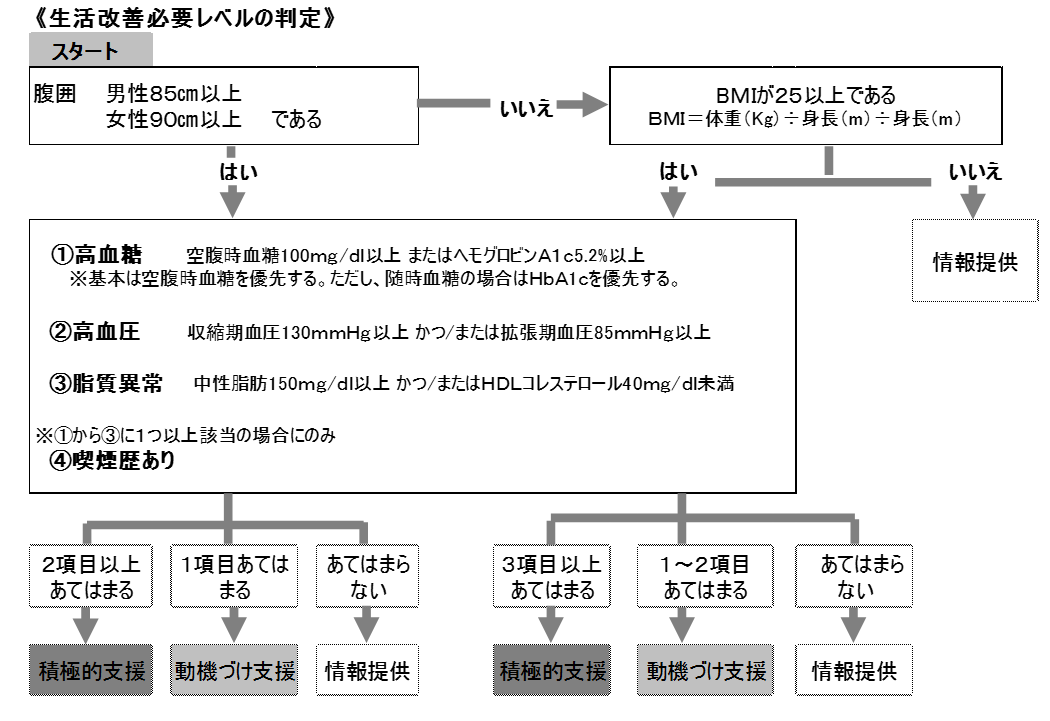 《生活改善必要レベルの判定》
スタート
腹囲　男性85㎝以上
女性90㎝以上　である
いいえ
BMIが25以上である
BMI＝体重(Kg)÷身長(m)÷身長(m)
はい
はい
いいえ
情報提供
①高血糖　空腹時血糖100mg/dl以上 またはヘモグロビンA1c5.2%以上
※基本は空腹時血糖を優先する。ただし、随時血糖の場合はHbA1cを優先する。
②高血圧　収縮期血圧130mmHg以上 かつ/または拡張期血圧85mmHg以上
③脂質異常　中性脂肪150mg/dl以上 かつ/またはHDLコレステロール40mg/dl未満
※①から③に1つ以上該当の場合にのみ
④喫煙歴あり
2項目以上
あてはまる
1項目あては
まる
あてはまら
ない
3項目以上
あてはまる
1～2項目
あてはまる
あてはまら
ない
積極的支援
動機づけ支援
情報提供
積極的支援
動機づけ支援
情報提供